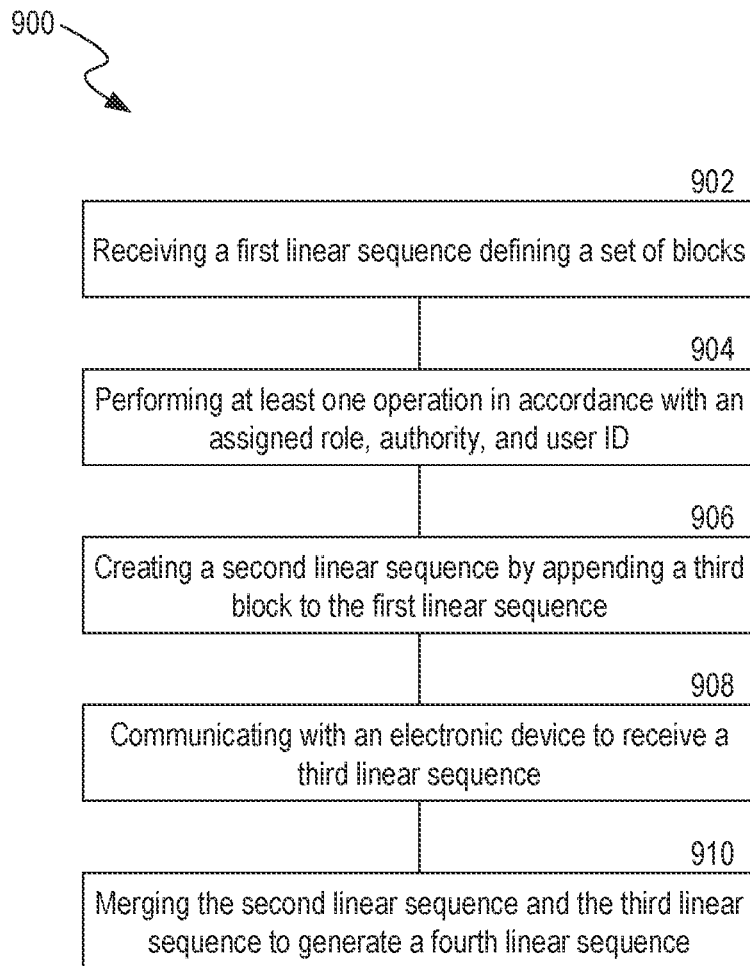 900
902
Receiving a first linear sequence defining a set of blocks
904
Performing at least one operation in accordance with an
assigned role, authority, and user ID
906
Creating a second linear sequence by appending a third
block to the first linear sequence
908
Communicating with an electronic device to receive a
third linear sequence
910
Merging the second linear sequence and the third linear
sequence to generate a fourth linear sequence